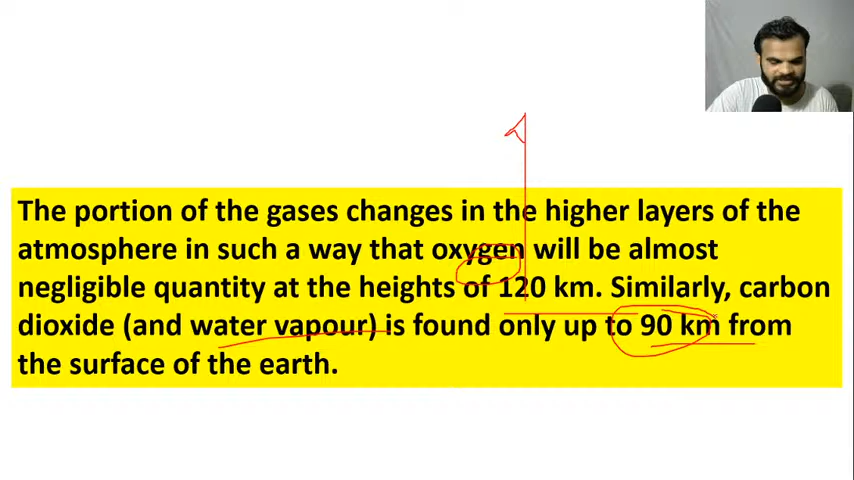 The portion of the gases changes in the higher layers of the
atmosphere in such a way that oxygen will be almost
negligible quantity at the heights of 120 km. Similarly, carbon
dioxide (and water vapour) is found only up to 90 km from
the surface of the earth.